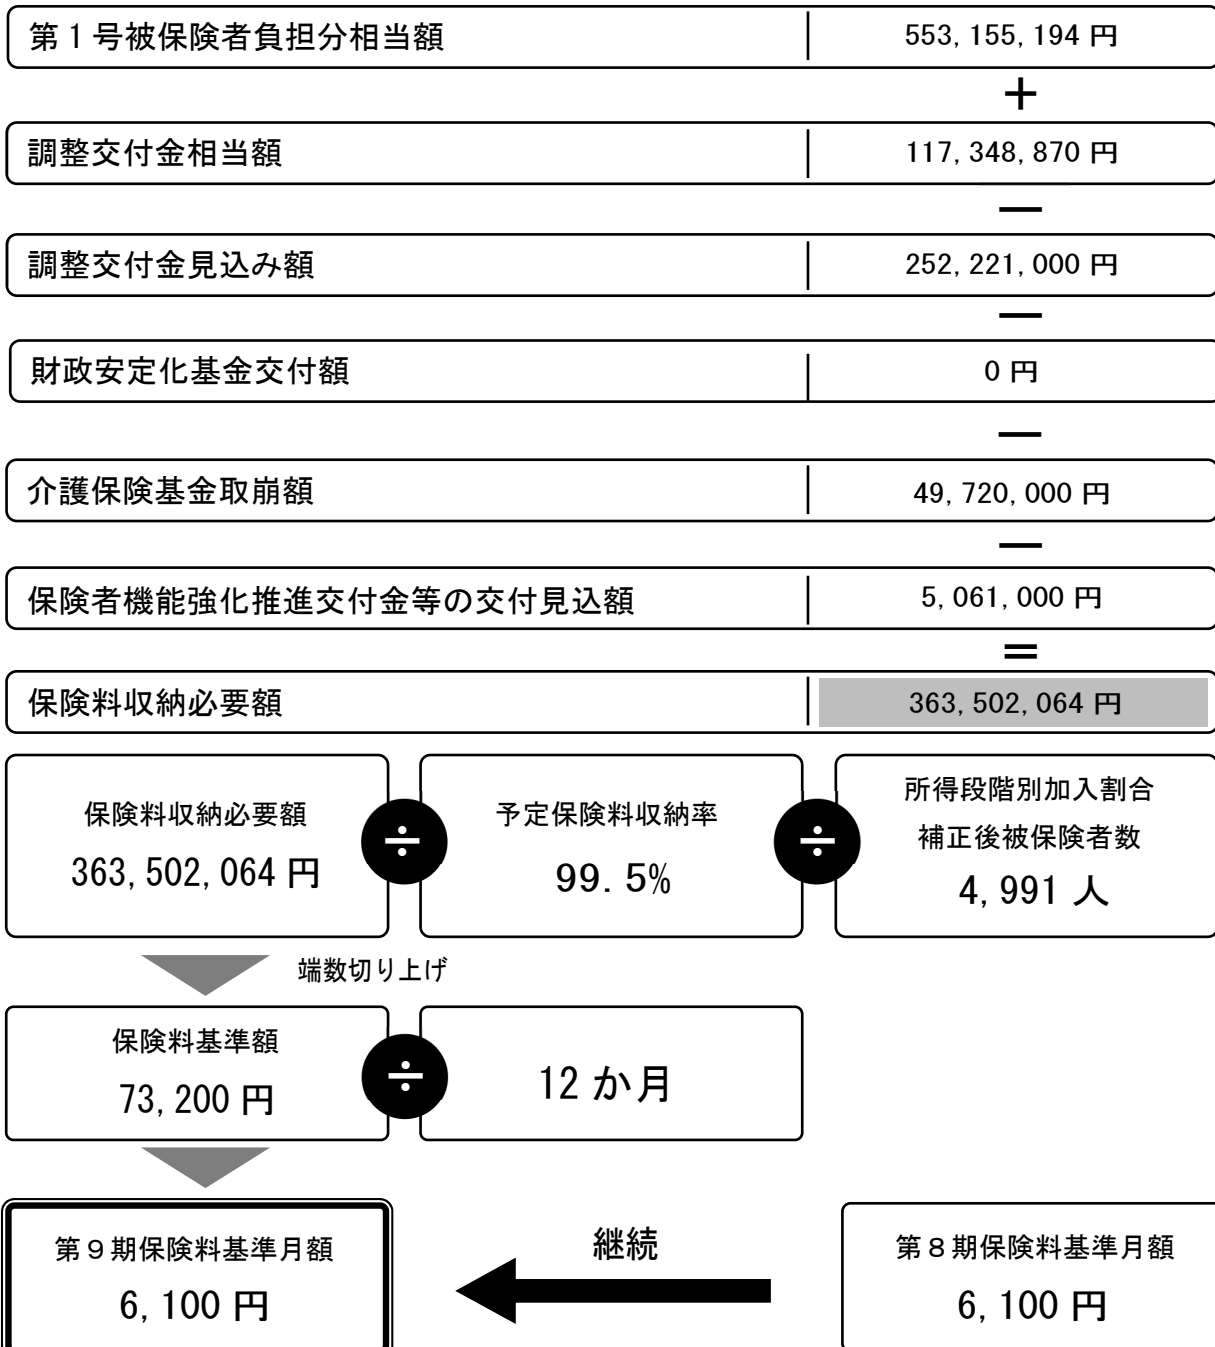 第1号被保険者負担分相当額 553,155,194 円
＋
調整交付金相当額 117,348,870 円
―
調整交付金見込み額 252,221,000 円
―
財政安定化基金交付額 0 円
―
介護保険基金取崩額 49,720,000 円
―
保険者機能強化推進交付金等の交付見込額 5,061,000 円
＝
保険料収納必要額 363,502,064 円
保険料収納必要額
363,502,064 円
÷
予定保険料収納率
99.5%
÷
所得段階別加入割合
補正後被保険者数
4,991 人
端数切り上げ
保険料基準額
73,200 円
÷
12 か月
第９期保険料基準月額
6,100 円
継続
第８期保険料基準月額
6,100 円